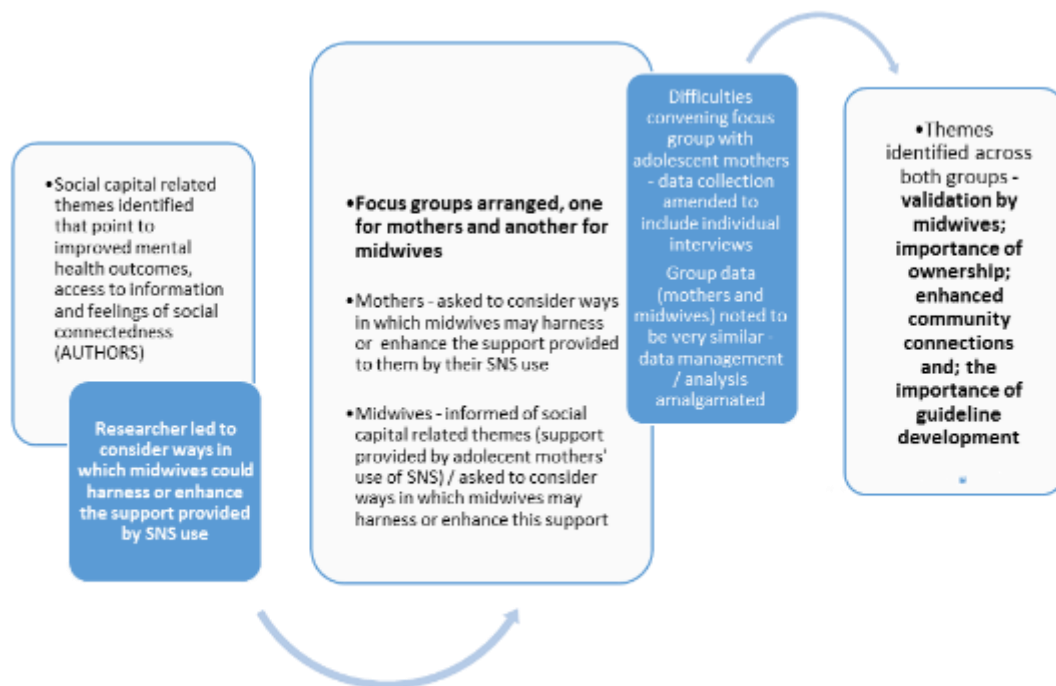 •Social capital related
themes identified
that point to
improved mental
health outcomes,
access to information
and feelings of social
connectedness
(AUTHORS)
Researcher led to
consider ways in
which midwives could
harness or enhance
the support provided
by SNS use
•Focus groups arranged, one
for mothers and another for
midwives
•Mothers - asked to consider ways
in which midwives may harness
or enhance the support provided
to them by their SNS use
•Midwives - informed of social
capital related themes (support
provided by adolecent mothers'
use of SNS) / asked to consider
ways in which midwives may
harness or enhance this support
Difficulties
convening focus
group with
adolescent mothers
- data collection
amended to
include individual
interviews
Group data
(mothers and
midwives) noted to
be very similar -
data management
/ analysis
amalgamated
•Themes
identified across
both groups -
validation by
midwives;
importance of
ownership;
enhanced
community
connections
and; the
importance of
guideline
development